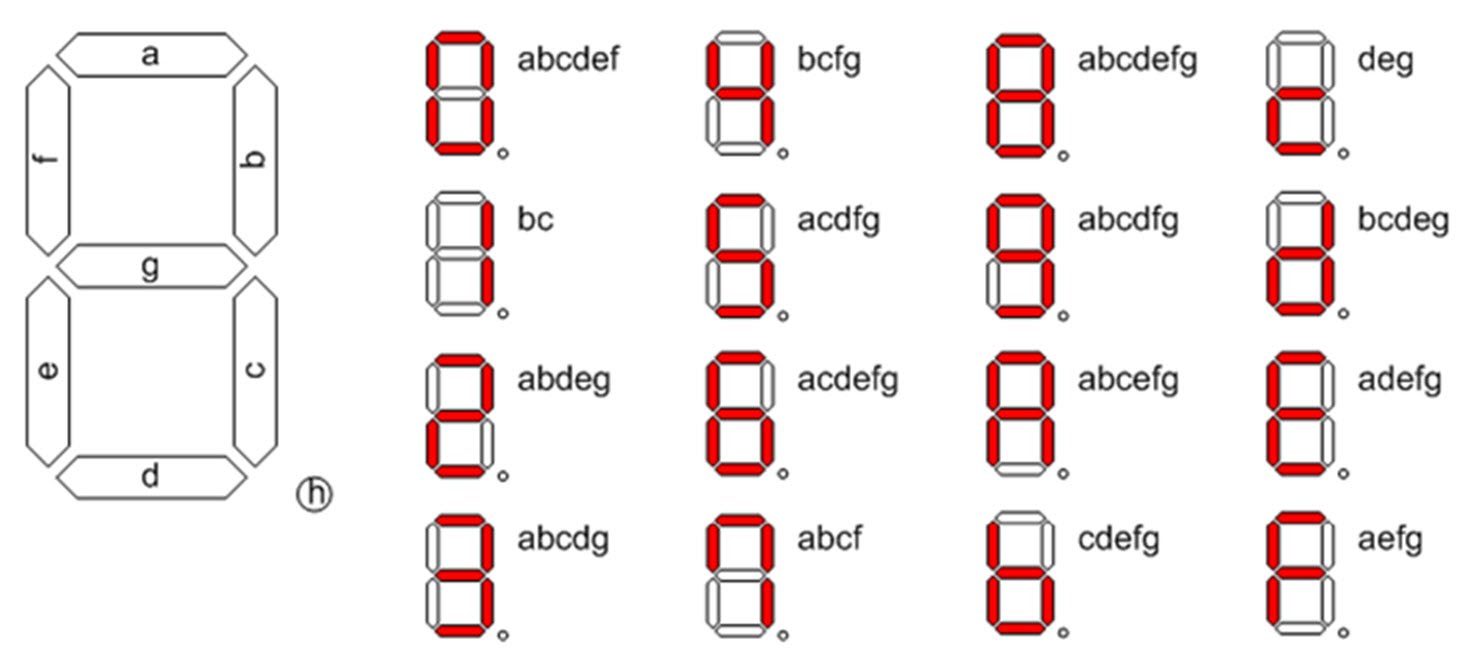 a
f
b
g
e
c
d
h
abcdef
bc
abdeg
abcdg
bcfg
acdfg
acdefg
abcf
abcdefg
abcdfg
abcefg
cdefg
deg
bcdeg
adefg
aefg